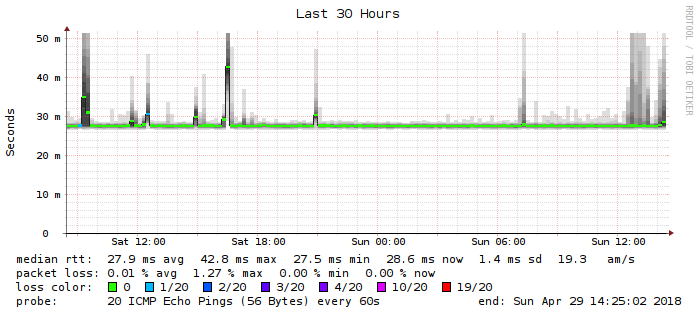 Last 30 Hours
RRDTOOL / TOBI OETIKER
Seconds
50 m
40 m
30 m
20 m
10 m
0
Sat 12:00 Sat 18:00 Sun 00:00 Sun 06:00 Sun 12:00
median rtt: 27.9 ms avg 42.8 ms max 27.5 ms min 28.6 ms now 1.4 ms sd 19.3 am/s
packet loss: 0.01 % avg 1.27 % max 0.00 % min 0.00 % now
loss color: 0 1/20 2/20 3/20 4/20 10/20 19/20
probe: 20 ICMP Echo Pings (56 Bytes) every 60s end: Sun Apr 29 14:25:02 2018